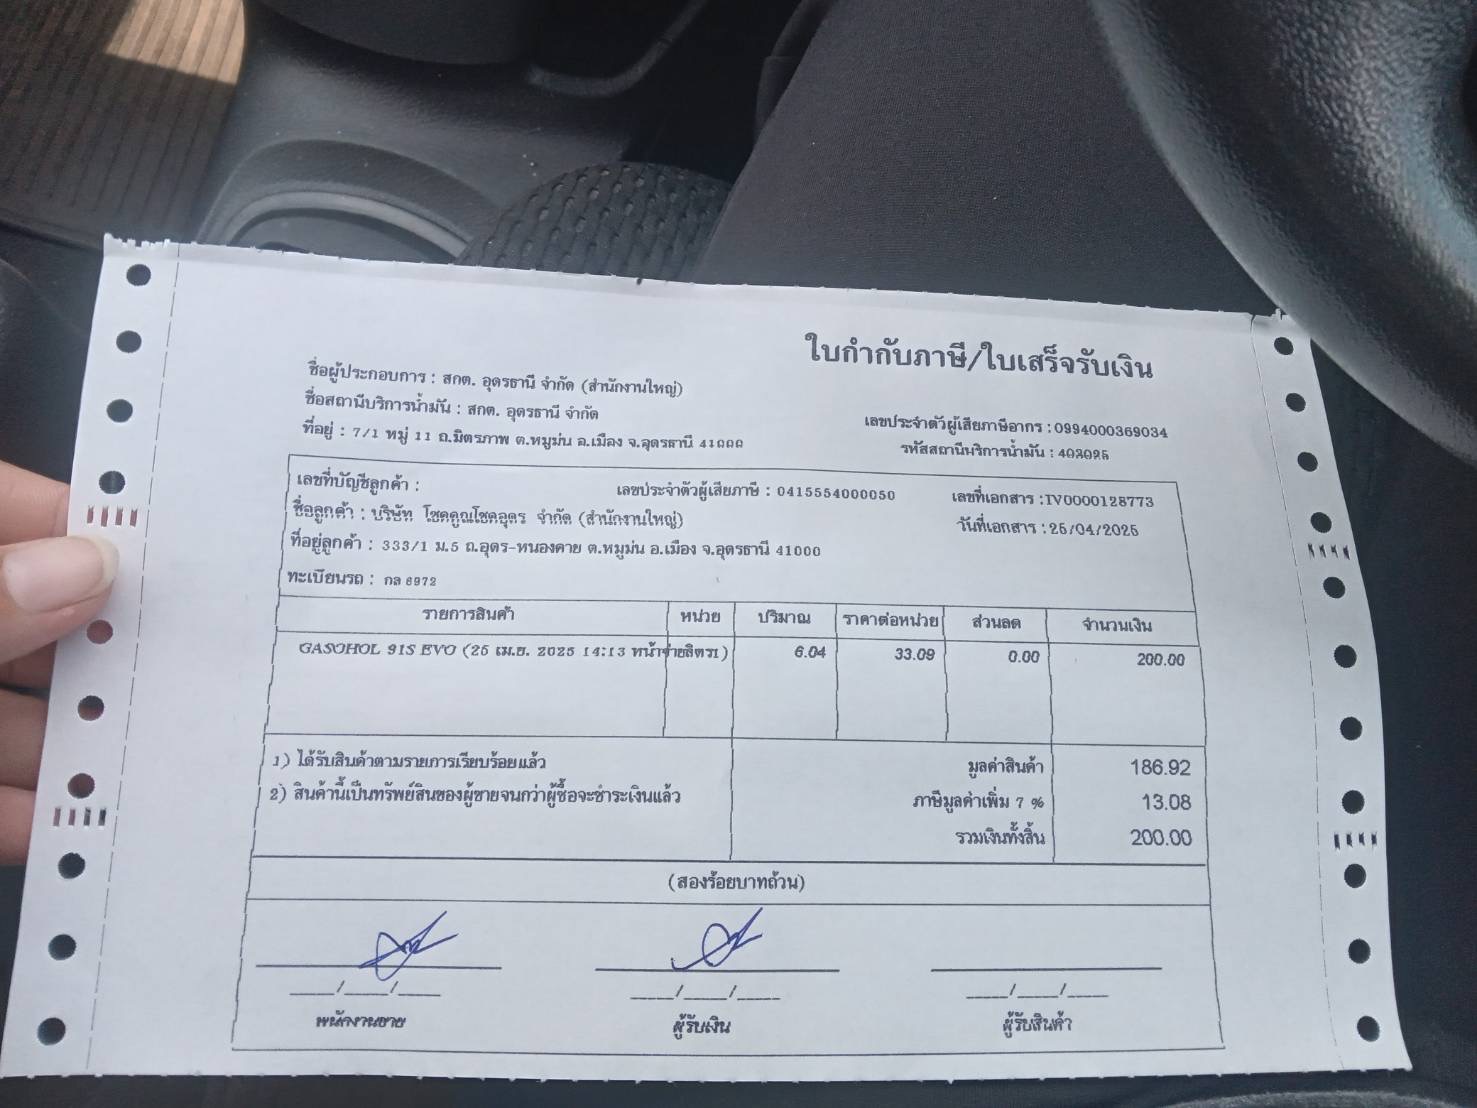 ใบกำกับภาษี/ใบเสร็จรับเงิน
ชื่อผู้ประกอบการ : สกต. อุดรธานี จำกัด (สำนักงานใหญ่)
ชื่อสถานีบริการน้ำมัน : สกต. อุดรธานี จำกัด
เลขประจำตัวผู้เสียภาษีอากร : 0994000369034
ที่อยู่ : 7/1 หมู่ 11 ถ.มิตรภาพ ต.หมูม่น อ.เมือง จ.อุดรธานี 41000
รหัสสถานีบริการน้ำมัน :
เลขที่บัญชีลูกค้า :
เลขประจำตัวผู้เสียภาษี : 0415554000050
เลขที่เอกสาร :IV0000128773
ชื่อลูกค้า : บริษัท โชคคูณโชคอุดร จำกัด (สำนักงานใหญ่)
วันที่เอกสาร : 25/04/2025
ที่อยู่ลูกค้า : 333/1 ม.5 ถ.อุดร-หนองคาย ต.หมูม่น อ.เมือง จ.อุดรธานี 41000
ทะเบียนรถ : กล 6972
รายการสินค้า หน่วย ปริมาณ ราคาต่อหน่วย ส่วนลด จำนวนเงิน
GASOHOL 91S EVO (25 เม.ย. 2025 14:13 หน้าจ่าย ลิตร 6.04 33.09 0.00 200.00
1) ได้รับสินค้าตามรายการเรียบร้อยแล้ว
2) สินค้านี้เป็นทรัพย์สินของผู้ขายจนกว่าผู้ซื้อจะชำระเงินแล้ว
มูลค่าสินค้า 186.92
ภาษีมูลค่าเพิ่ม 7 % 13.08
รวมเงินทั้งสิ้น 200.00
(สองร้อยบาทถ้วน)
____/____/____ ____/____/____ ____/____/____
พนักงานขาย ผู้รับเงิน ผู้รับสินค้า